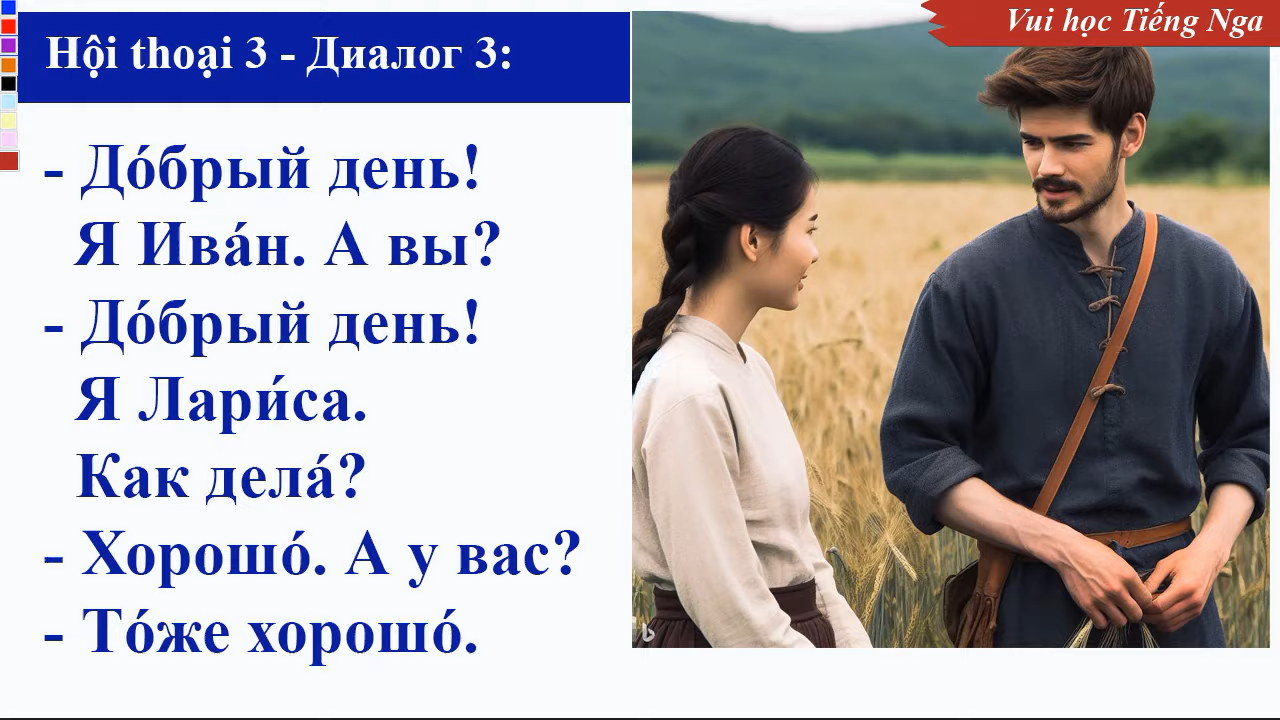 Vui học Tiếng Nga
Hội thoại 3 - Диалог 3:
- До́брый день!
Я Ива́н. А вы?
- До́брый день!
Я Лари́са.
Как дела́?
- Хорошо́. А у вас?
- То́же хорошо́.